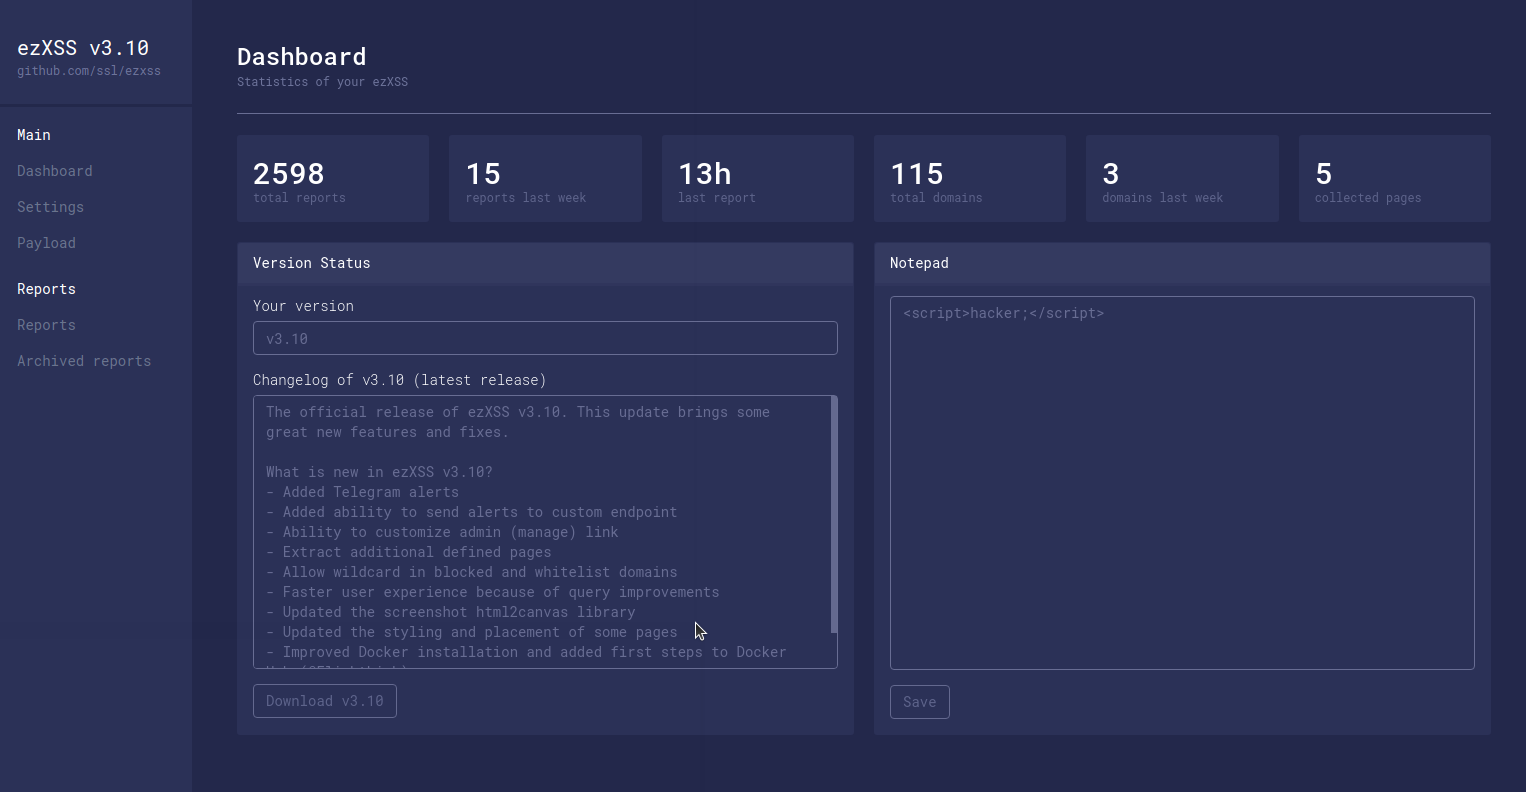 ezXSS v3.10
github.com/ssl/ezxss
Main
Dashboard
Settings
Payload
Reports
Reports
Archived reports
Dashboard
Statistics of your ezXSS
2598
total reports
15
reports last week
13h
last report
115
total domains
3
domains last week
5
collected pages
Version Status
Your version
v3.10
Changelog of v3.10 (latest release)
The official release of ezXSS v3.10. This update brings some
great new features and fixes.
What is new in ezXSS v3.10?
- Added Telegram alerts
- Added ability to send alerts to custom endpoint
- Ability to customize admin (manage) link
- Extract additional defined pages
- Allow wildcard in blocked and whitelist domains
- Faster user experience because of query improvements
- Updated the screenshot html2canvas library
- Updated the styling and placement of some pages
- Improved Docker installation and added first steps to Docker
Download v3.10
Notepad
<script>hacker;</script>
Save